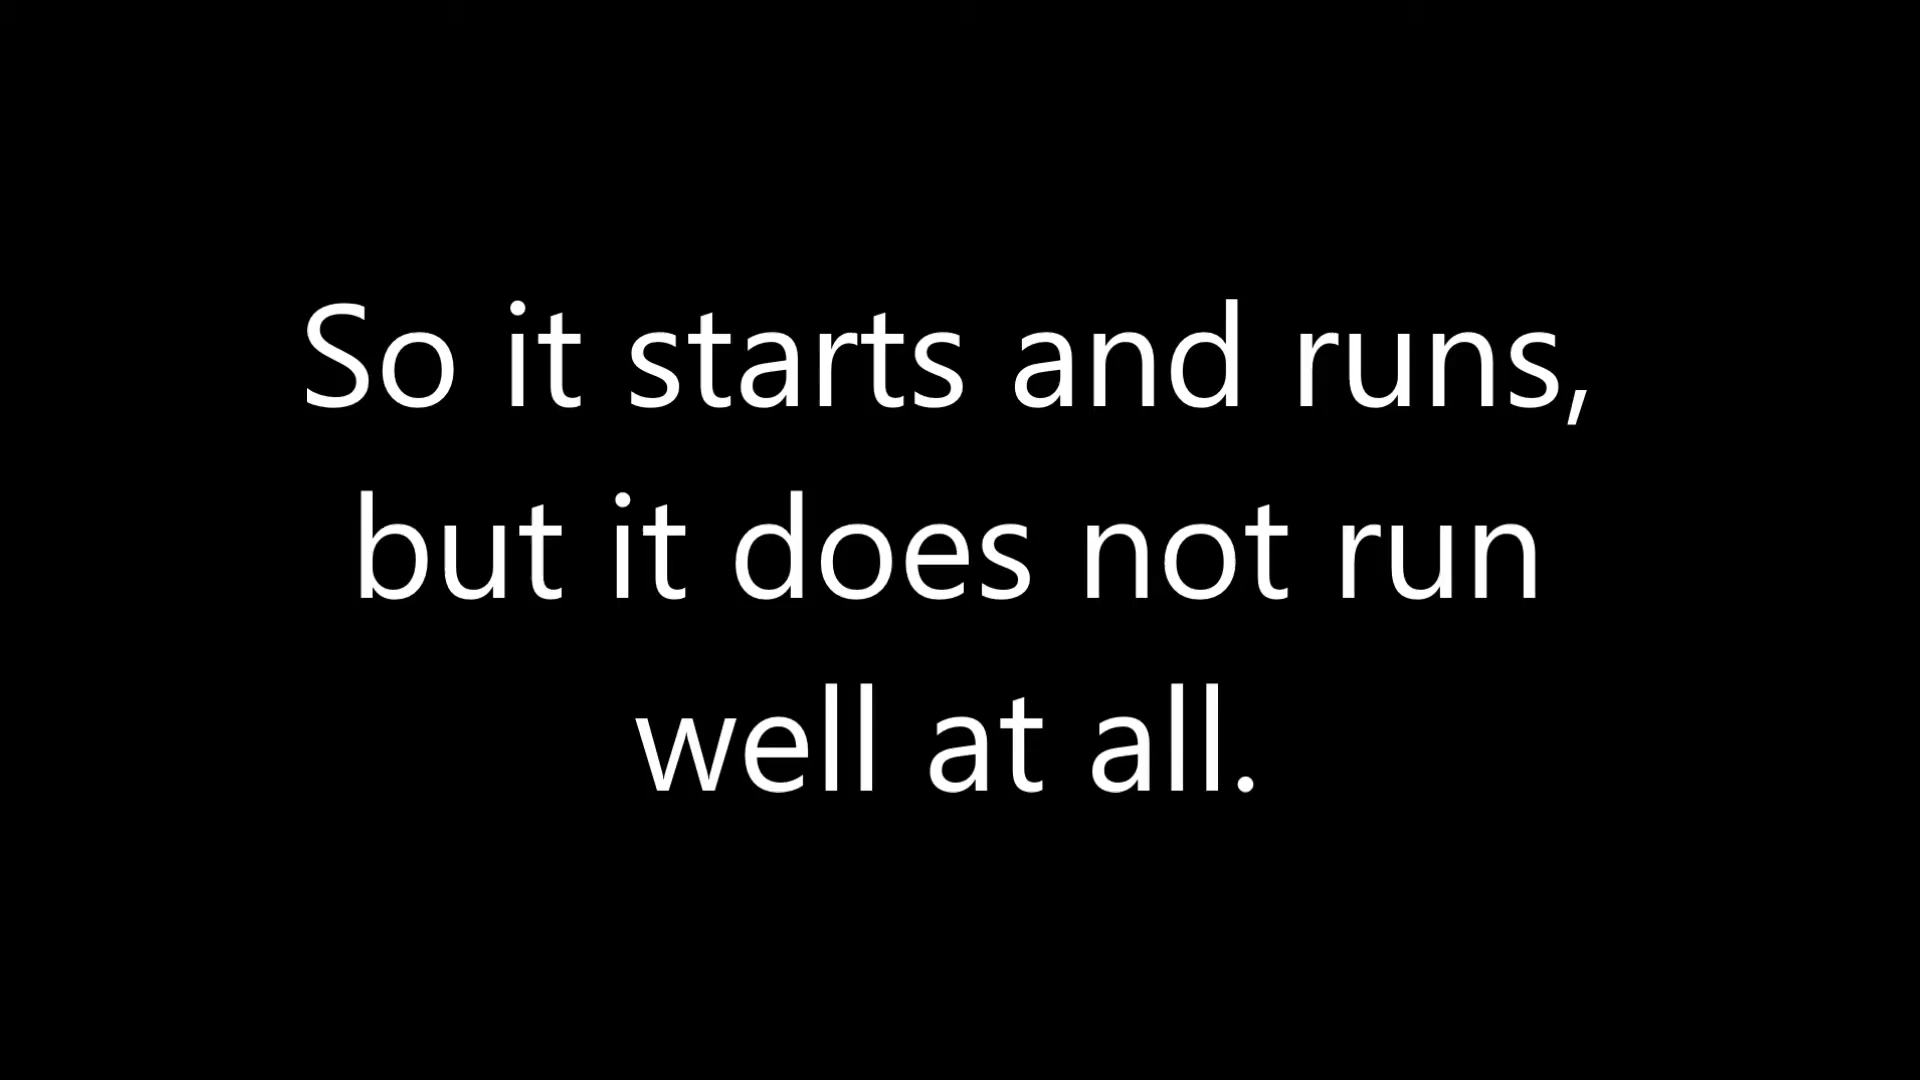 So it starts and runs,
but it does not run
well at all.